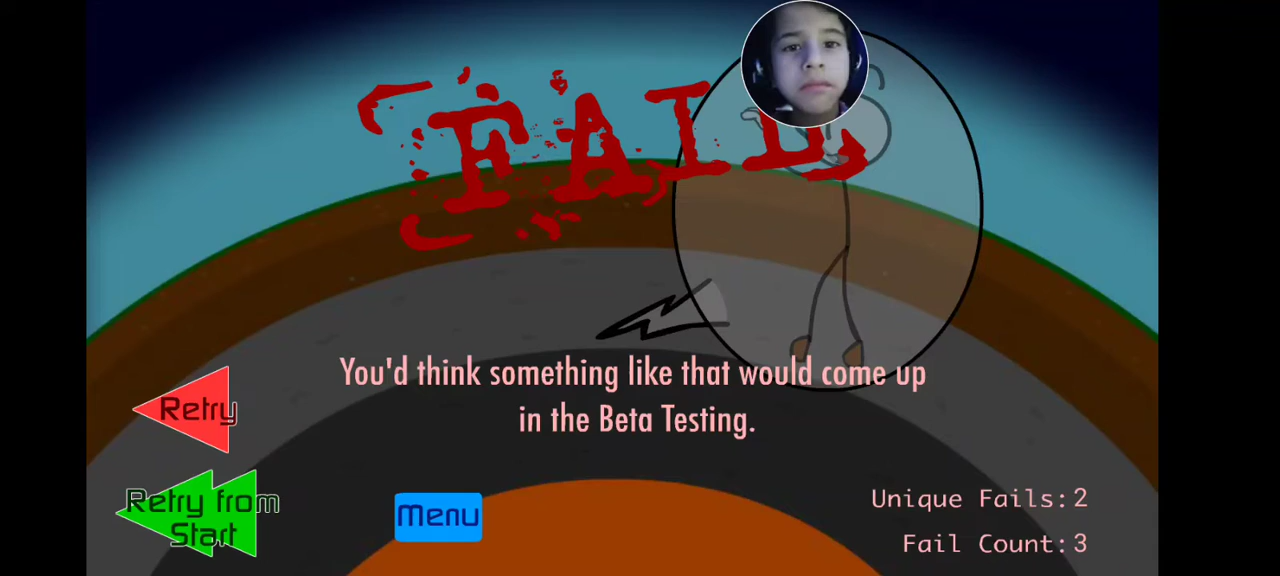 FAIL
You'd think something like that would come up
in the Beta Testing.
Retry
Retry from
Start
Menu
Unique Fails:2
Fail Count:3